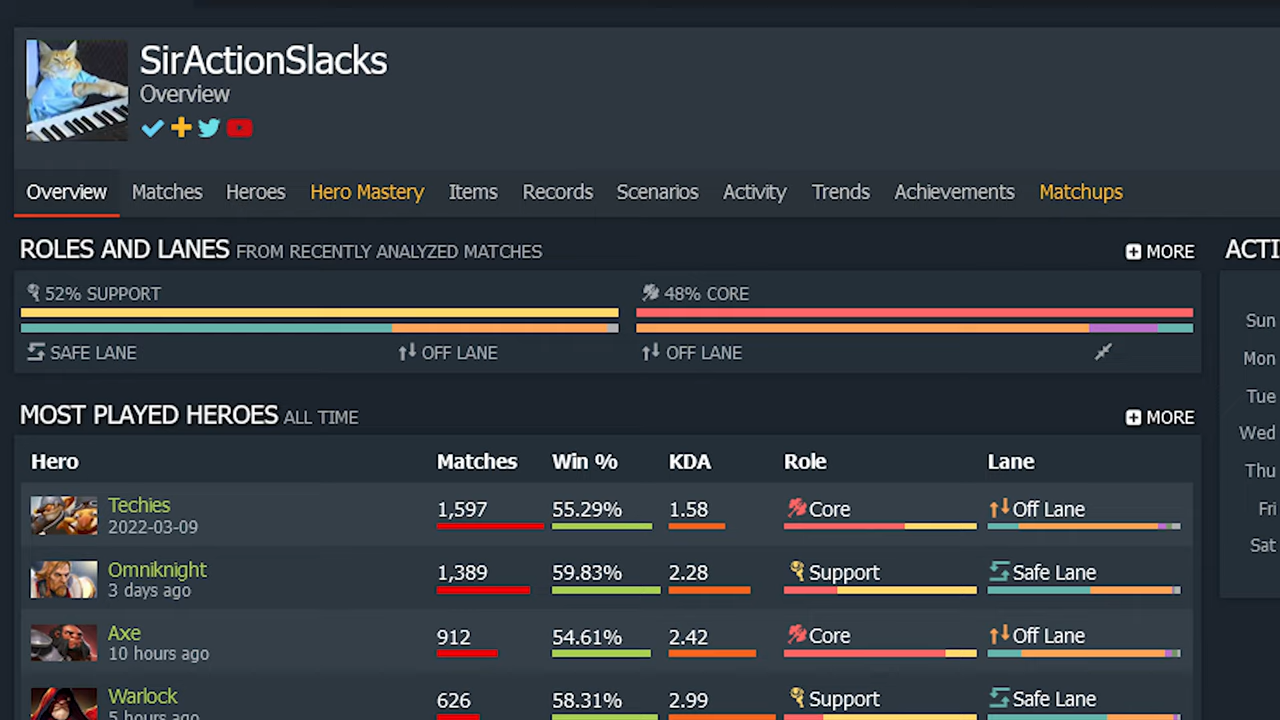 SirActionSlacks
Overview
Overview Matches Heroes Hero Mastery Items Records Scenarios Activity Trends Achievements Matchups
ROLES AND LANES FROM RECENTLY ANALYZED MATCHES MORE
52% SUPPORT 48% CORE
SAFE LANE OFF LANE OFF LANE
MOST PLAYED HEROES ALL TIME MORE
Hero Matches Win % KDA Role Lane
Techies 1,597 55.29% 1.58 Core Off Lane
2022-03-09
Omniknight 1,389 59.83% 2.28 Support Safe Lane
3 days ago
Axe 912 54.61% 2.42 Core Off Lane
10 hours ago
Warlock 626 58.31% 2.99 Support Safe Lane
5 hours ago
ACTI
Sun
Mon
Tue
Wed
Thu
Fri
Sat